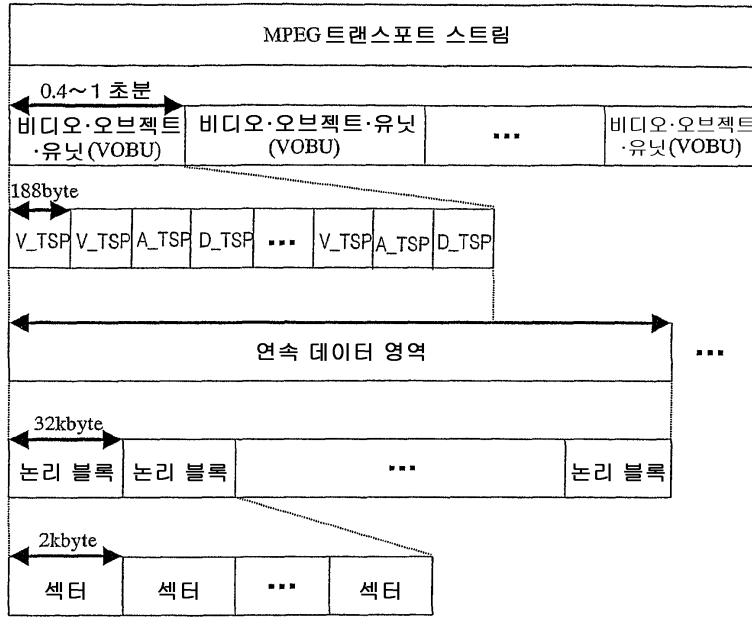 MPEG 트랜스포트 스트림
0.4~1 초분
비디오·오브젝트
·유닛(VOBU)
비디오·오브젝트·유닛
(VOBU)
...
비디오·오브젝트
·유닛(VOBU)
188byte
V_TSP V_TSP A_TSP D_TSP ... V_TSP A_TSP D_TSP
연속 데이터 영역 ...
32kbyte
논리 블록 논리 블록 ... 논리 블록
2kbyte
섹터 섹터 ... 섹터